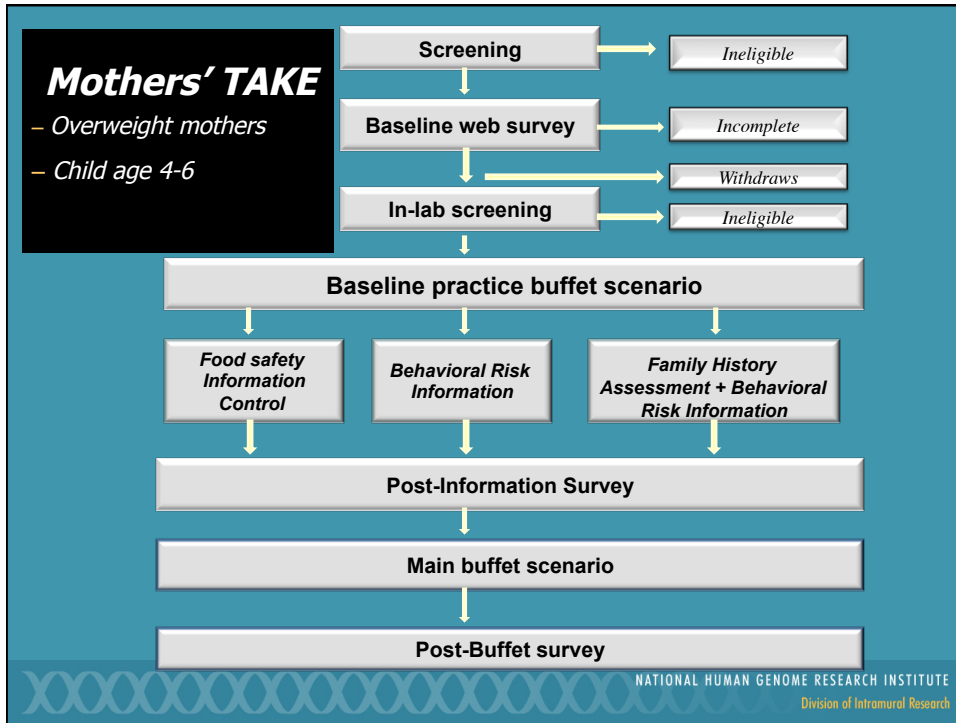 Mothers' TAKE
– Overweight mothers
– Child age 4-6
Screening
Ineligible
Baseline web survey
Incomplete
Withdraws
In-lab screening
Ineligible
Baseline practice buffet scenario
Food safety
Information
Control
Behavioral Risk
Information
Family History
Assessment + Behavioral
Risk Information
Post-Information Survey
Main buffet scenario
Post-Buffet survey
NATIONAL HUMAN GENOME RESEARCH INSTITUTE
Division of Intramural Research